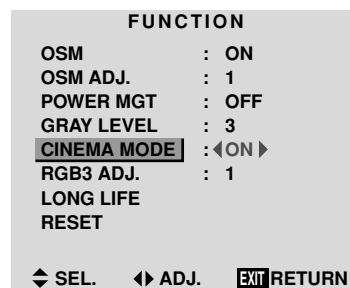 FUNCTION
OSM : ON
OSM ADJ. : 1
POWER MGT : OFF
GRAY LEVEL : 3
CINEMA MODE : ON
RGB3 ADJ. : 1
LONG LIFE
RESET
SEL. ADJ. EXIT RETURN